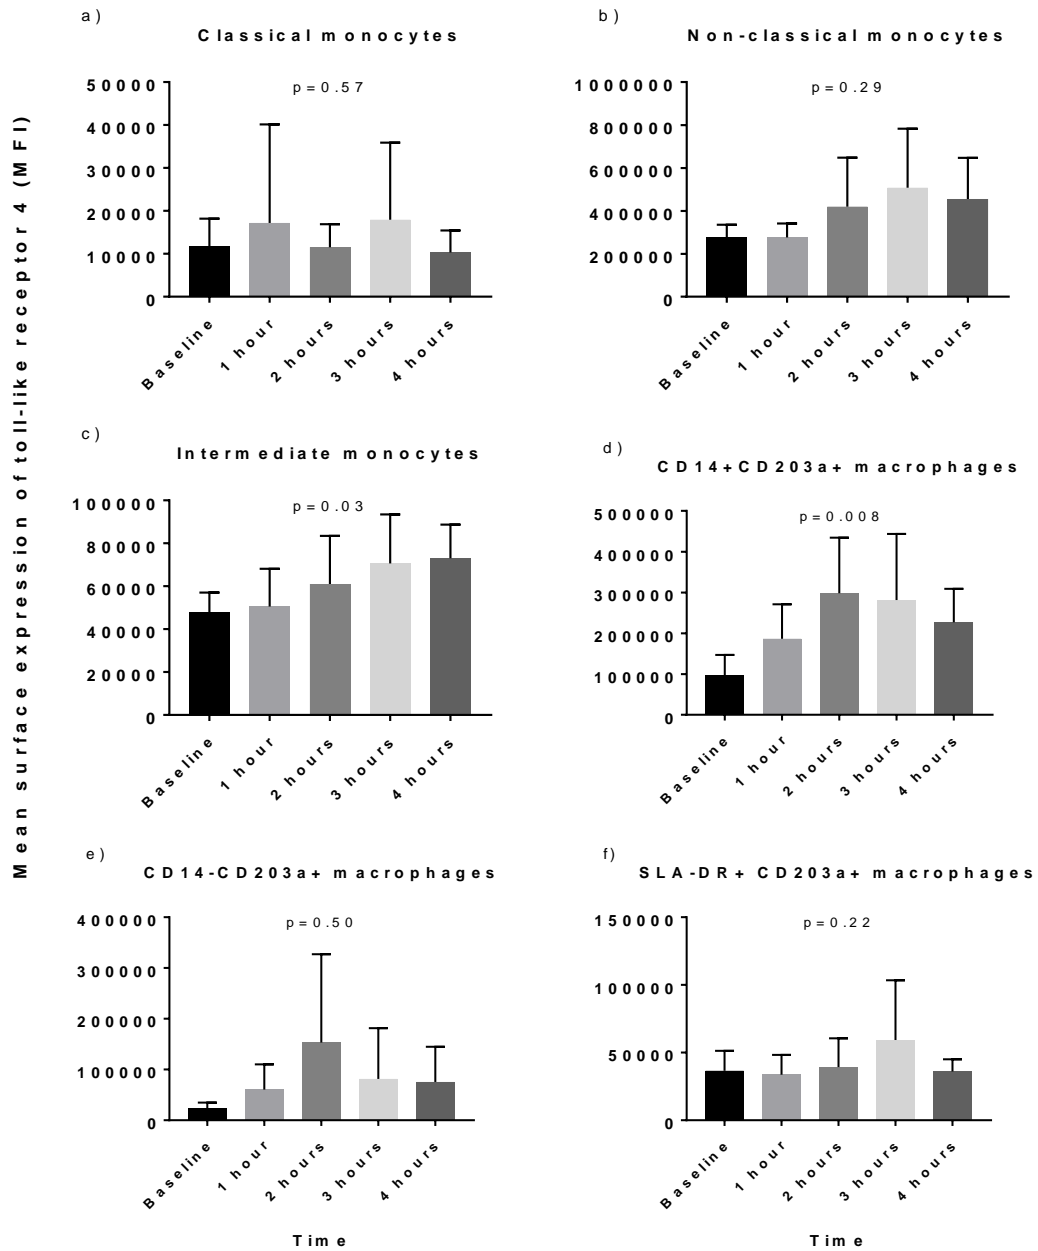 Mean surface expression of toll-like receptor 4 (MFI)
a)
Classical monocytes
p=0.57
50000
40000
30000
20000
10000
0
Baseline
1 hour
2 hours
3 hours
4 hours
b)
Non-classical monocytes
p=0.29
1000000
800000
600000
400000
200000
0
Baseline
1 hour
2 hours
3 hours
4 hours
c)
Intermediate monocytes
p=0.03
100000
80000
60000
40000
20000
0
Baseline
1 hour
2 hours
3 hours
4 hours
d)
CD14+CD203a+ macrophages
p=0.008
500000
400000
300000
200000
100000
0
Baseline
1 hour
2 hours
3 hours
4 hours
e)
CD14-CD203a+ macrophages
p=0.50
400000
300000
200000
100000
0
Baseline
1 hour
2 hours
3 hours
4 hours
Time
f)
SLA-DR+ CD203a+ macrophages
p=0.22
150000
100000
50000
0
Baseline
1 hour
2 hours
3 hours
4 hours
Time